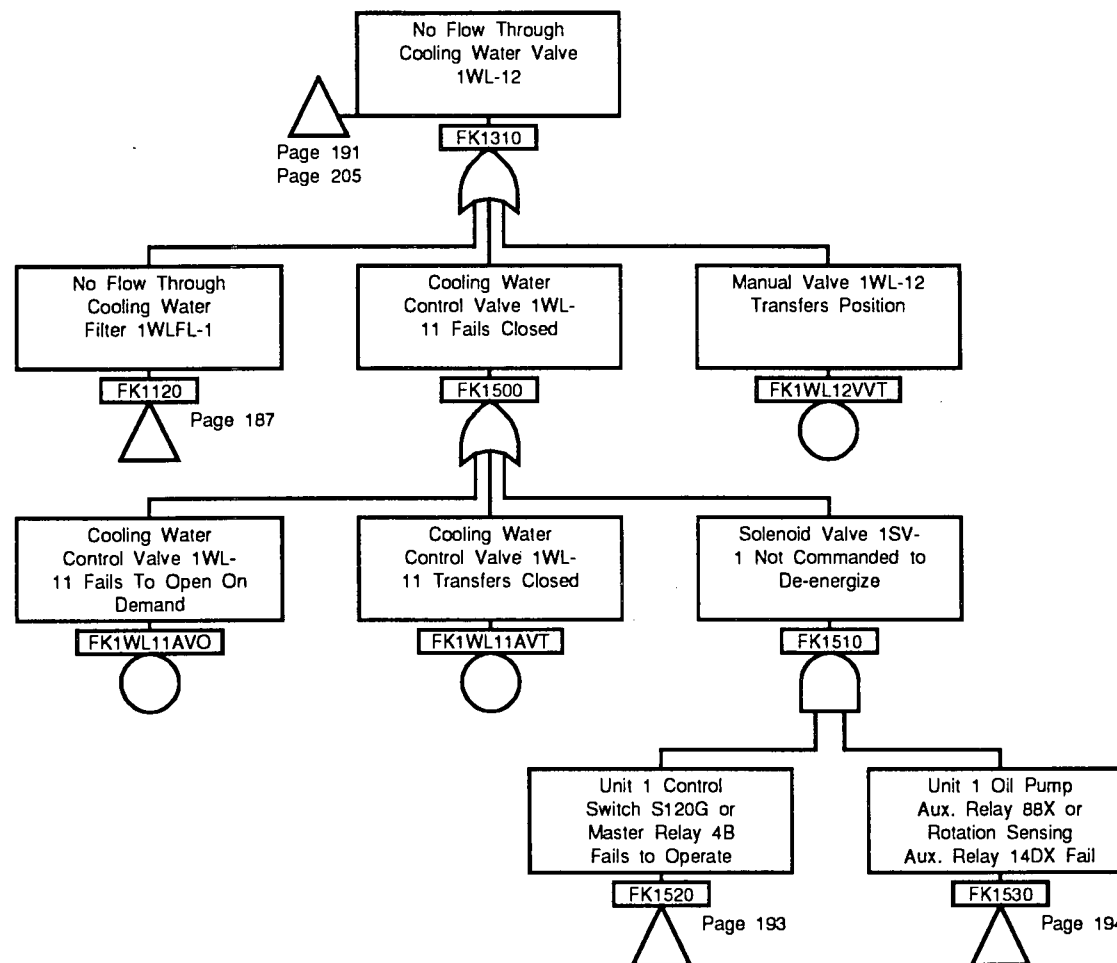 No Flow Through
Cooling Water Valve
1WL-12
FK1310
Page 191
Page 205
No Flow Through
Cooling Water
Filter 1WLFL-1
FK1120
Page 187
Cooling Water
Control Valve 1WL-
11 Fails Closed
FK1500
Manual Valve 1WL-12
Transfers Position
FK1WL12VVT
Cooling Water
Control Valve 1WL-
11 Fails To Open On
Demand
FK1WL11AVO
Cooling Water
Control Valve 1WL-
11 Transfers Closed
FK1WL11AVT
Solenoid Valve 1SV-
1 Not Commanded to
De-energize
FK1510
Unit 1 Control
Switch S120G or
Master Relay 4B
Fails to Operate
FK1520
Page 193
Unit 1 Oil Pump
Aux. Relay 88X or
Rotation Sensing
Aux. Relay 14DX Fail
FK1530
Page 194